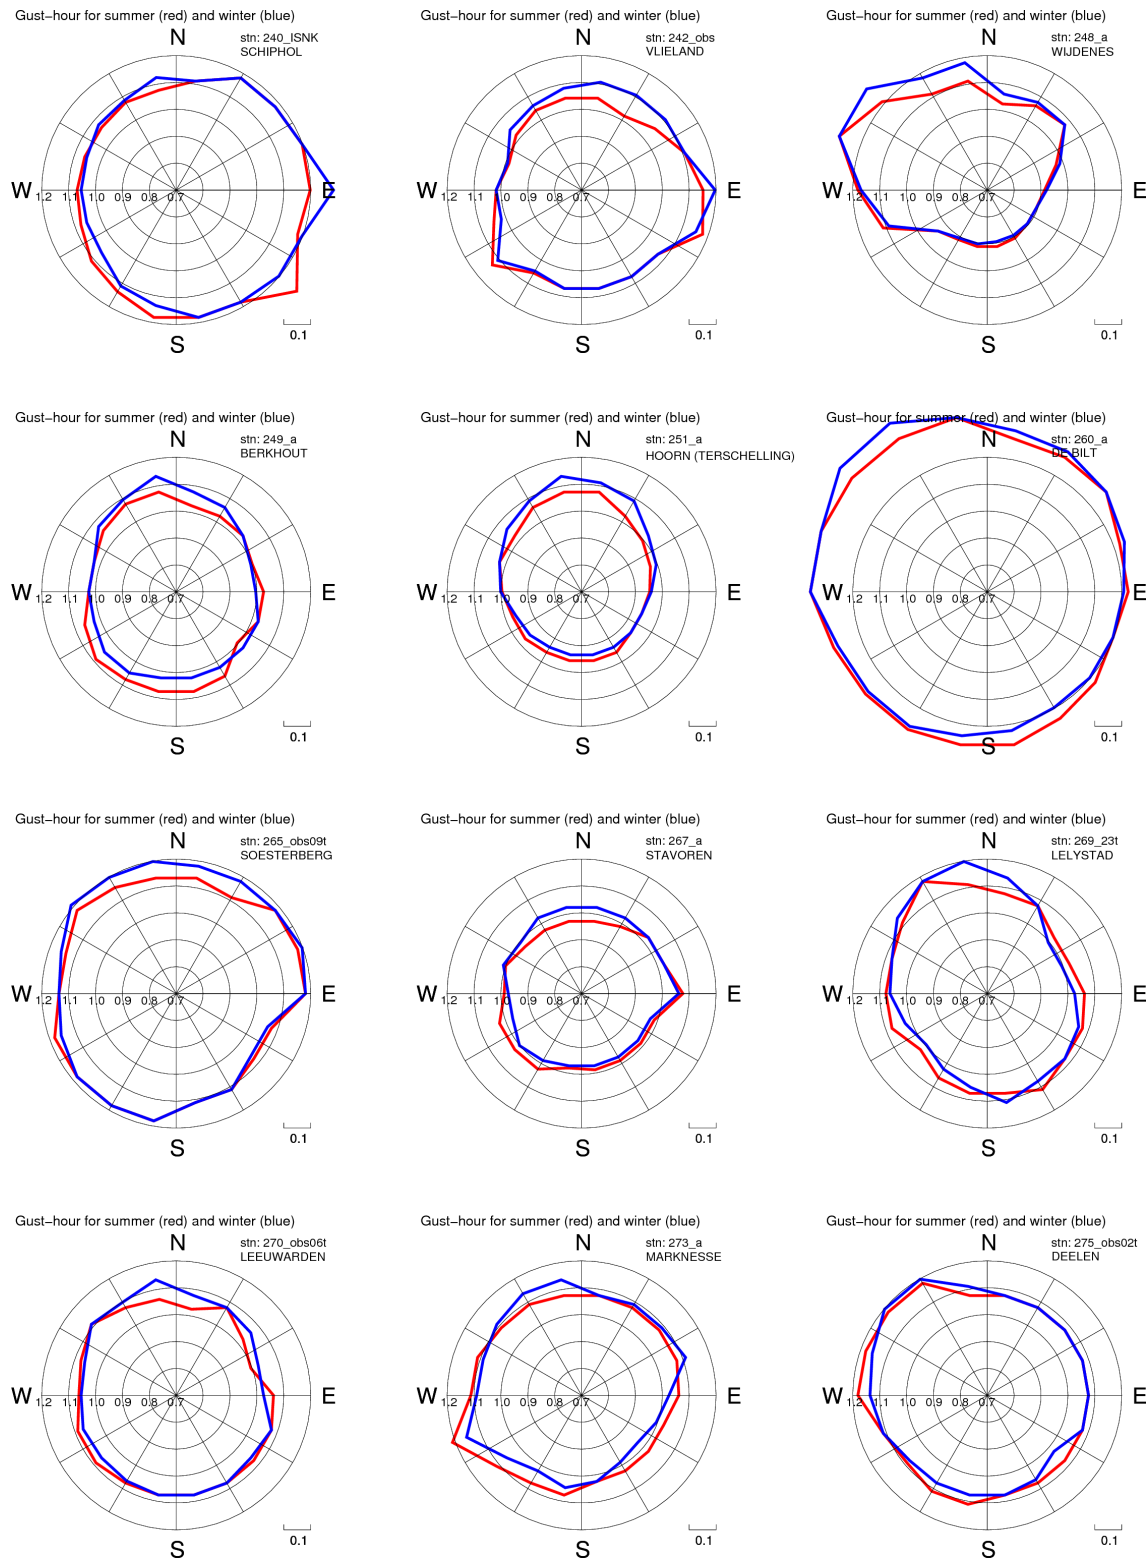 Gust−hour for summer (red) and winter (blue)
stn: 240_ISNK
SCHIPHOL
N
W 1.2 1.1 1.0 0.9 0.8 0.7 E
S
0.1
Gust−hour for summer (red) and winter (blue)
stn: 242_obs
VLIELAND
N
W 1.2 1.1 1.0 0.9 0.8 0.7 E
S
0.1
Gust−hour for summer (red) and winter (blue)
stn: 248_a
WIJDENES
N
W 1.2 1.1 1.0 0.9 0.8 0.7 E
S
0.1
Gust−hour for summer (red) and winter (blue)
stn: 249_a
BERKHOUT
N
W 1.2 1.1 1.0 0.9 0.8 0.7 E
S
0.1
Gust−hour for summer (red) and winter (blue)
stn: 251_a
HOORN (TERSCHELLING)
N
W 1.2 1.1 1.0 0.9 0.8 0.7 E
S
0.1
Gust−hour for summer (red) and winter (blue)
stn: 260_a
DE BILT
N
W 1.2 1.1 1.0 0.9 0.8 0.7 E
S
0.1
Gust−hour for summer (red) and winter (blue)
stn: 265_obs09t
SOESTERBERG
N
W 1.2 1.1 1.0 0.9 0.8 0.7 E
S
0.1
Gust−hour for summer (red) and winter (blue)
stn: 267_a
STAVOREN
N
W 1.2 1.1 1.0 0.9 0.8 0.7 E
S
0.1
Gust−hour for summer (red) and winter (blue)
stn: 269_23t
LELYSTAD
N
W 1.2 1.1 1.0 0.9 0.8 0.7 E
S
0.1
Gust−hour for summer (red) and winter (blue)
stn: 270_obs06t
LEEUWARDEN
N
W 1.2 1.1 1.0 0.9 0.8 0.7 E
S
0.1
Gust−hour for summer (red) and winter (blue)
stn: 273_a
MARKNESSE
N
W 1.2 1.1 1.0 0.9 0.8 0.7 E
S
0.1
Gust−hour for summer (red) and winter (blue)
stn: 275_obs02t
DEELEN
N
W 1.2 1.1 1.0 0.9 0.8 0.7 E
S
0.1